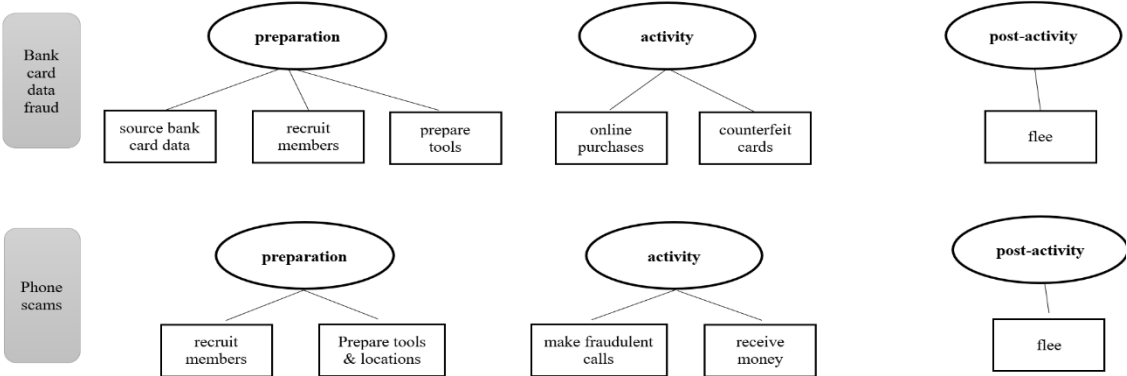 Bank
card
data
fraud
preparation
activity
post-activity
source bank
card data
recruit
members
prepare
tools
online
purchases
counterfeit
cards
flee
Phone
scams
preparation
activity
post-activity
recruit
members
Prepare tools
& locations
make fraudulent
calls
receive
money
flee